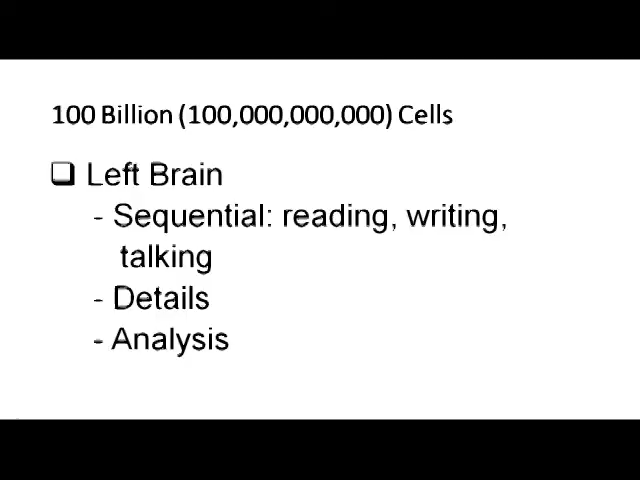 100 Billion (100,000,000,000) Cells
❑ Left Brain
- Sequential: reading, writing,
talking
- Details
- Analysis